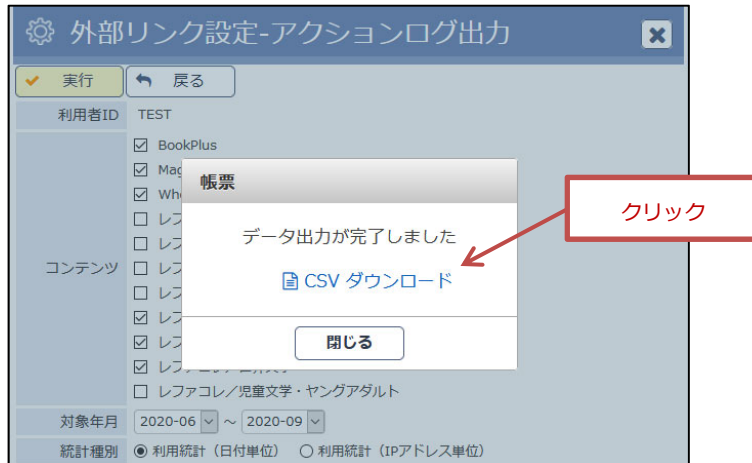 外部リンク設定-アクションログ出力
実行
戻る
利用者ID TEST
コンテンツ
BookPlus
帳票
データ出力が完了しました
CSV ダウンロード
閉じる
クリック
レファコレ／児童文学・ヤングアダルト
対象年月 2020-06 ～ 2020-09
統計種別 利用統計（日付単位） 利用統計（IPアドレス単位）